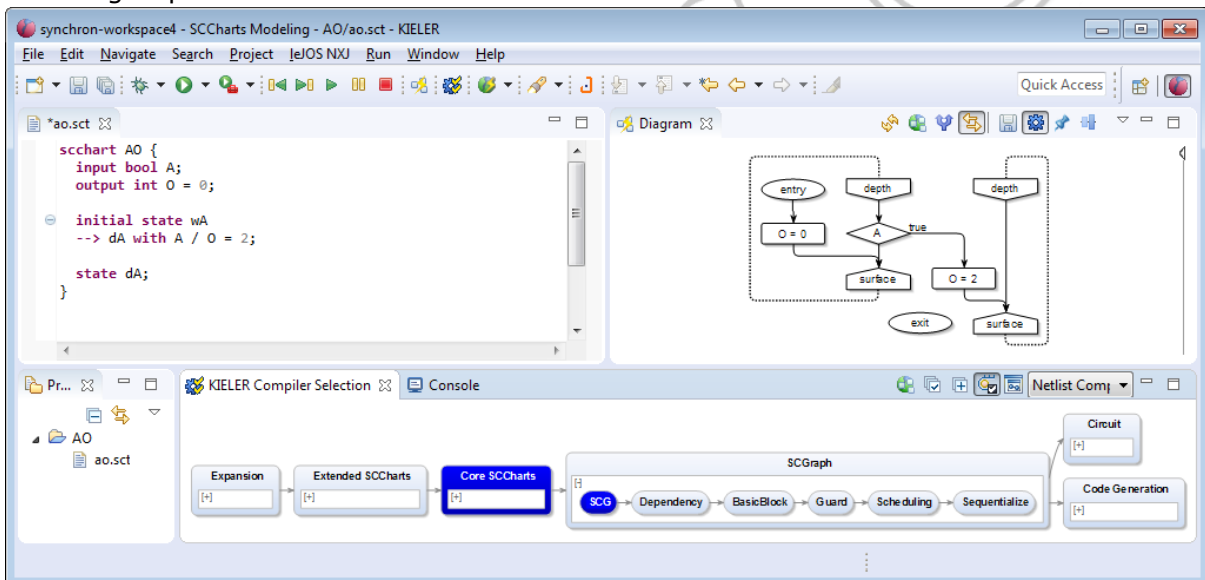 synchron-workspace4 - SCCharts Modeling - AO/ao.sct - KIELER
File Edit Navigate Search Project leJOS NXJ Run Window Help
Quick Access
*ao.sct
scchart AO {
input bool A;
output int O = 0;
initial state wA
--> dA with A / O = 2;
state dA;
}
Diagram
entry
depth
depth
O = 0
A
true
surface
O = 2
exit
surface
Pr...
AO
ao.sct
KIELER Compiler Selection
Console
Netlist Comp
Expansion
[+]
Extended SCCharts
[+]
Core SCCharts
[+]
SCGraph
[-]
SCG
Dependency
BasicBlock
Guard
Scheduling
Sequentialize
Circuit
[+]
Code Generation
[+]